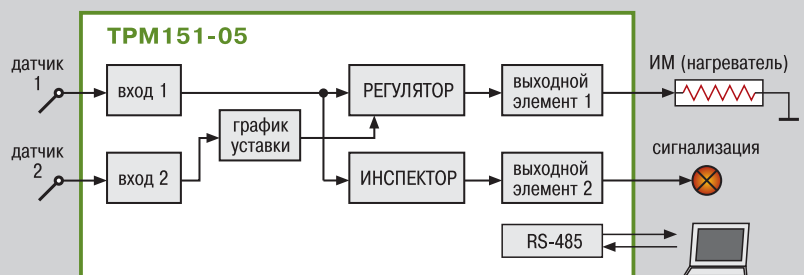 ТРМ151-05
датчик
1
вход 1
РЕГУЛЯТОР
выходной
элемент 1
ИМ (нагреватель)
график
уставки
датчик
2
вход 2
ИНСПЕКТОР
выходной
элемент 2
сигнализация
RS-485